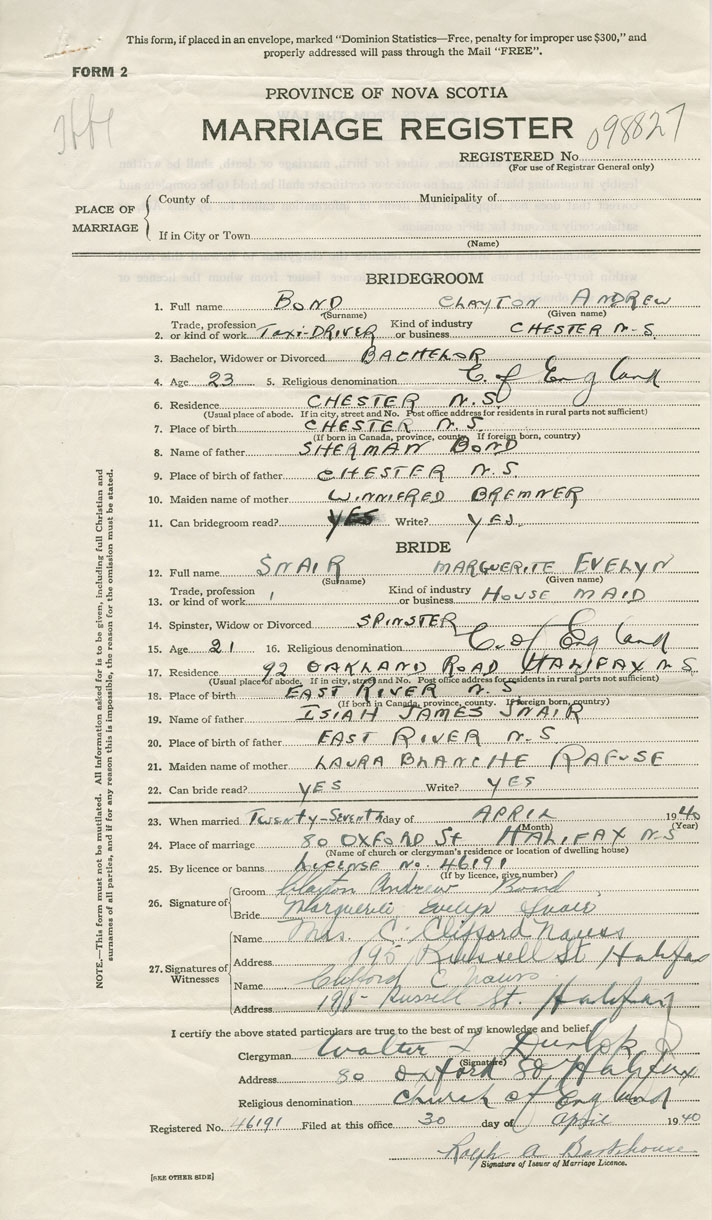 This form, if placed in an envelope, marked "Dominion Statistics—Free, penalty for improper use $300," and
properly addressed will pass through the Mail "FREE".
FORM 2
PROVINCE OF NOVA SCOTIA
MARRIAGE REGISTER
098827
REGISTERED No.
(For use of Registrar General only)
PLACE OF MARRIAGE
County of Municipality of
If in City or Town
(Name)
BRIDEGROOM
1. Full name BOND CLAYTON ANDREW
(Surname) (Given name)
2. Trade, profession or kind of work TAXI-DRIVER Kind of industry or business CHESTER N.S.
3. Bachelor, Widower or Divorced BACHELOR
4. Age 23 5. Religious denomination C. of England
6. Residence CHESTER N.S.
(Usual place of abode. If in city, street and No. Post office address for residents in rural parts not sufficient)
7. Place of birth CHESTER N.S.
(If born in Canada, province, county. If foreign born, country)
8. Name of father SHERMAN BOND
9. Place of birth of father CHESTER N.S.
10. Maiden name of mother WINNIFRED BREMNER
11. Can bridegroom read? YES Write? YES.
BRIDE
12. Full name SNAIR MARGUERITE EVELYN
(Surname) (Given name)
13. Trade, profession or kind of work Kind of industry or business HOUSE MAID
14. Spinster, Widow or Divorced SPINSTER
15. Age 21 16. Religious denomination C. of England
17. Residence 92 OAKLAND ROAD HALIFAX N.S
(Usual place of abode. If in city, street and No. Post office address for residents in rural parts not sufficient)
18. Place of birth EAST RIVER N.S.
(If born in Canada, province, county. If foreign born, country)
19. Name of father ISIAH JAMES SNAIR
20. Place of birth of father EAST RIVER N.S.
21. Maiden name of mother LAURA BLANCHE RAFUSE
22. Can bride read? YES Write? YES
23. When married TWENTY-SEVENTH day of APRIL 1940
(Month) (Year)
24. Place of marriage 80 OXFORD St HALIFAX N.S
(Name of church or clergyman's residence or location of dwelling house)
25. By licence or banns LICENSE No. 46191
(If by licence, give number)
26. Signature of
Groom Clayton Andrew Bond
Bride Marguerite Evelyn Snair
27. Signatures of Witnesses
Name Mrs. C. Clifford Nauss
Address 195 Russell St Halifax
Name Clifford C Nauss
Address 195 Russell St. Halifax
I certify the above stated particulars are true to the best of my knowledge and belief.
Clergyman Walter Dunlop
(Signature)
Address 80 Oxford St Halifax
Religious denomination Church of England
Registered No. 46191 Filed at this office 30 day of April 1940
Ralph A
Signature of Issuer of Marriage Licence.
[SEE OTHER SIDE]
NOTE.—This form must not be mutilated. All Information asked for is to be given, including full Christian and
surnames of all parties, and if for any reason this is impossible, the reason for the omission must be stated.